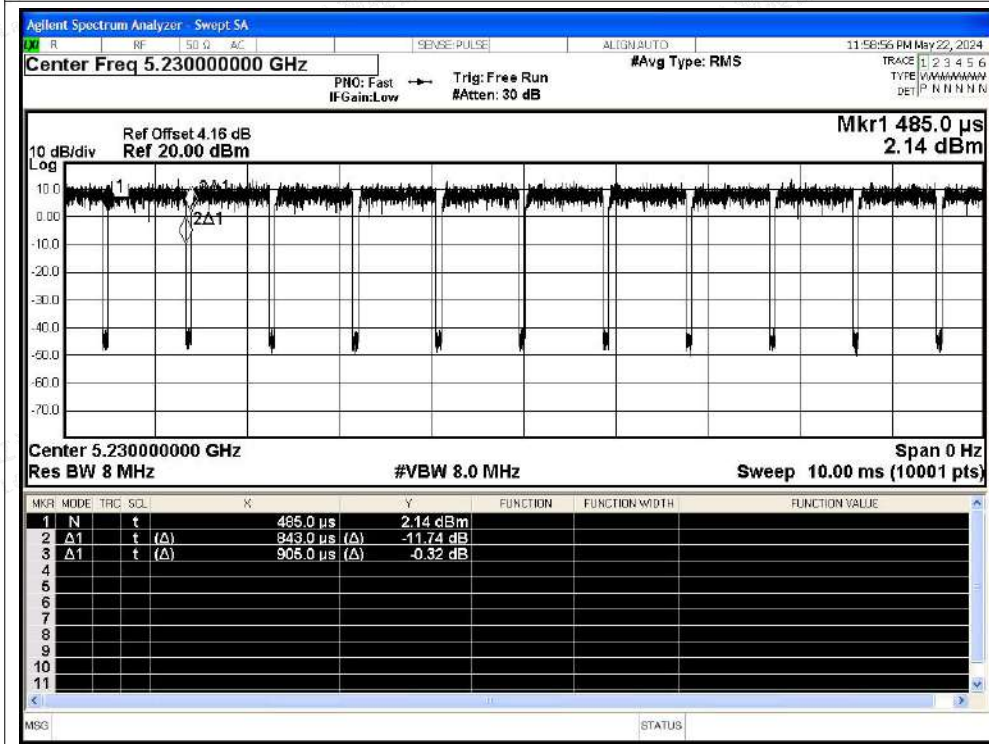 Agilent Spectrum Analyzer - Swept SA
LXI R RF 50 Ω AC SENSE:PULSE ALIGN AUTO 11:58:56 PM May 22, 2024
Center Freq 5.230000000 GHz #Avg Type: RMS TRACE 1 2 3 4 5 6
PNO: Fast Trig: Free Run TYPE WWWWWWW
IFGain:Low #Atten: 30 dB DET P N N N N N
Mkr1 485.0 µs
Ref Offset 4.16 dB
10 dB/div Ref 20.00 dBm 2.14 dBm
Log
10.0
1
3Δ1
0.00
2Δ1
-10.0
-20.0
-30.0
-40.0
-50.0
-60.0
-70.0
Center 5.230000000 GHz Span 0 Hz
Res BW 8 MHz #VBW 8.0 MHz Sweep 10.00 ms (10001 pts)
MKR MODE TRC SCL X Y FUNCTION FUNCTION WIDTH FUNCTION VALUE
1 N t 485.0 µs 2.14 dBm
2 Δ1 t (Δ) 843.0 µs (Δ) -11.74 dB
3 Δ1 t (Δ) 905.0 µs (Δ) -0.32 dB
4
5
6
7
8
9
10
11
MSG STATUS